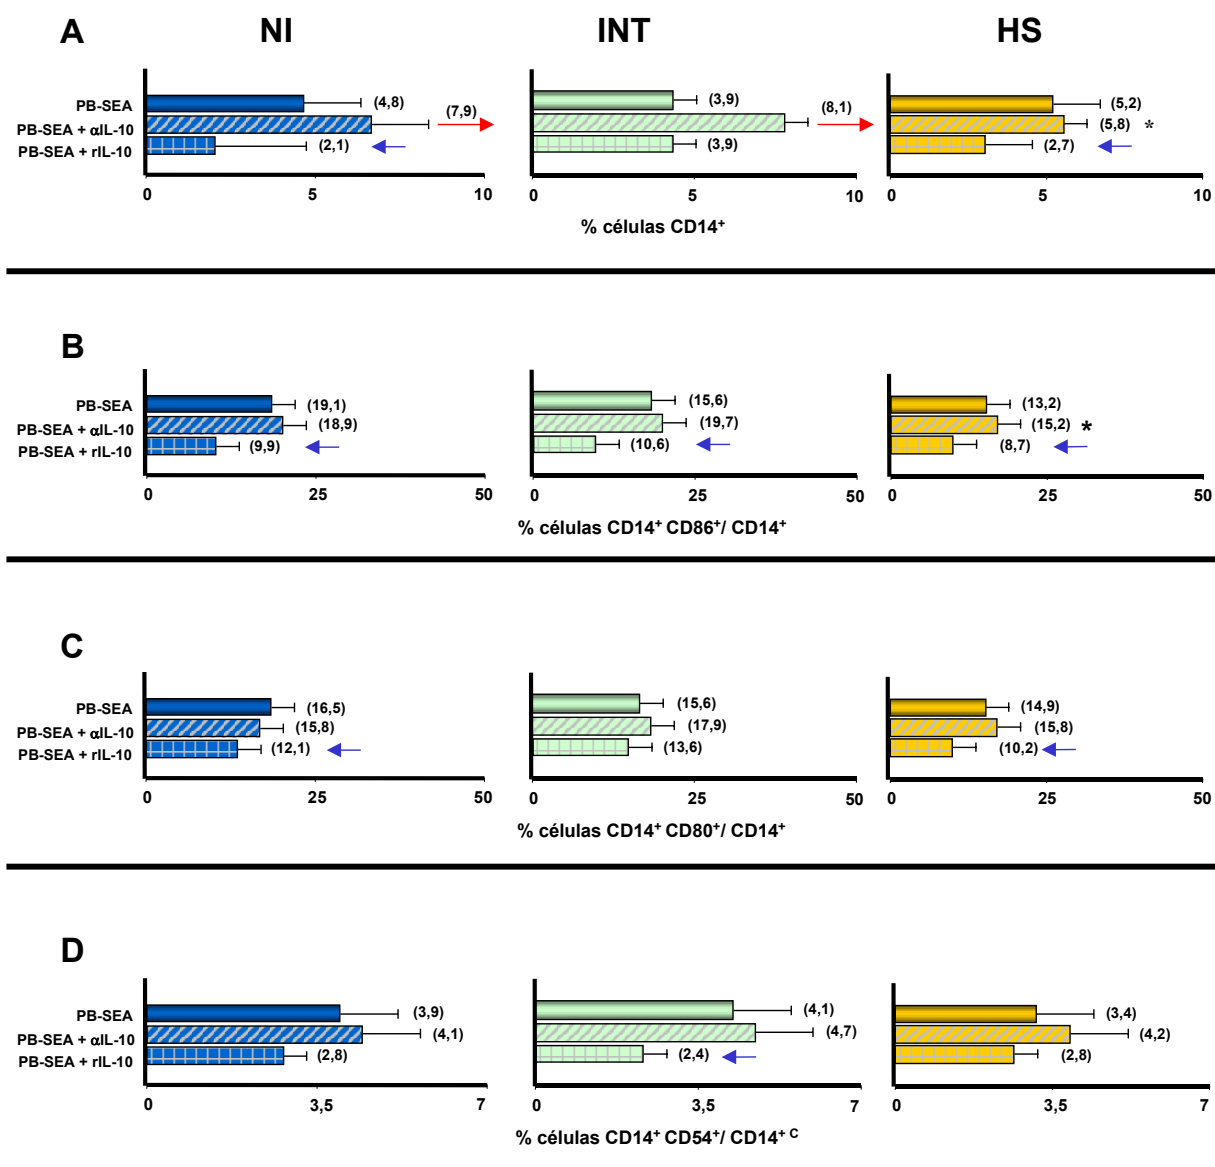 A NI INT HS
PB-SEA (4,8) (3,9) (5,2)
PB-SEA + αIL-10 (7,9) (8,1) (5,8) *
PB-SEA + rIL-10 (2,1) (3,9) (2,7)
0 5 10 0 5 10 0 5 10
% células CD14⁺
B
PB-SEA (19,1) (15,6) (13,2)
PB-SEA + αIL-10 (18,9) (19,7) (15,2) *
PB-SEA + rIL-10 (9,9) (10,6) (8,7)
0 25 50 0 25 50 0 25 50
% células CD14⁺ CD86⁺/ CD14⁺
C
PB-SEA (16,5) (15,6) (14,9)
PB-SEA + αIL-10 (15,8) (17,9) (15,8)
PB-SEA + rIL-10 (12,1) (13,6) (10,2)
0 25 50 0 25 50 0 25 50
% células CD14⁺ CD80⁺/ CD14⁺
D
PB-SEA (3,9) (4,1) (3,4)
PB-SEA + αIL-10 (4,1) (4,7) (4,2)
PB-SEA + rIL-10 (2,8) (2,4) (2,8)
0 3,5 7 0 3,5 7 0 3,5 7
% células CD14⁺ CD54⁺/ CD14⁺ C